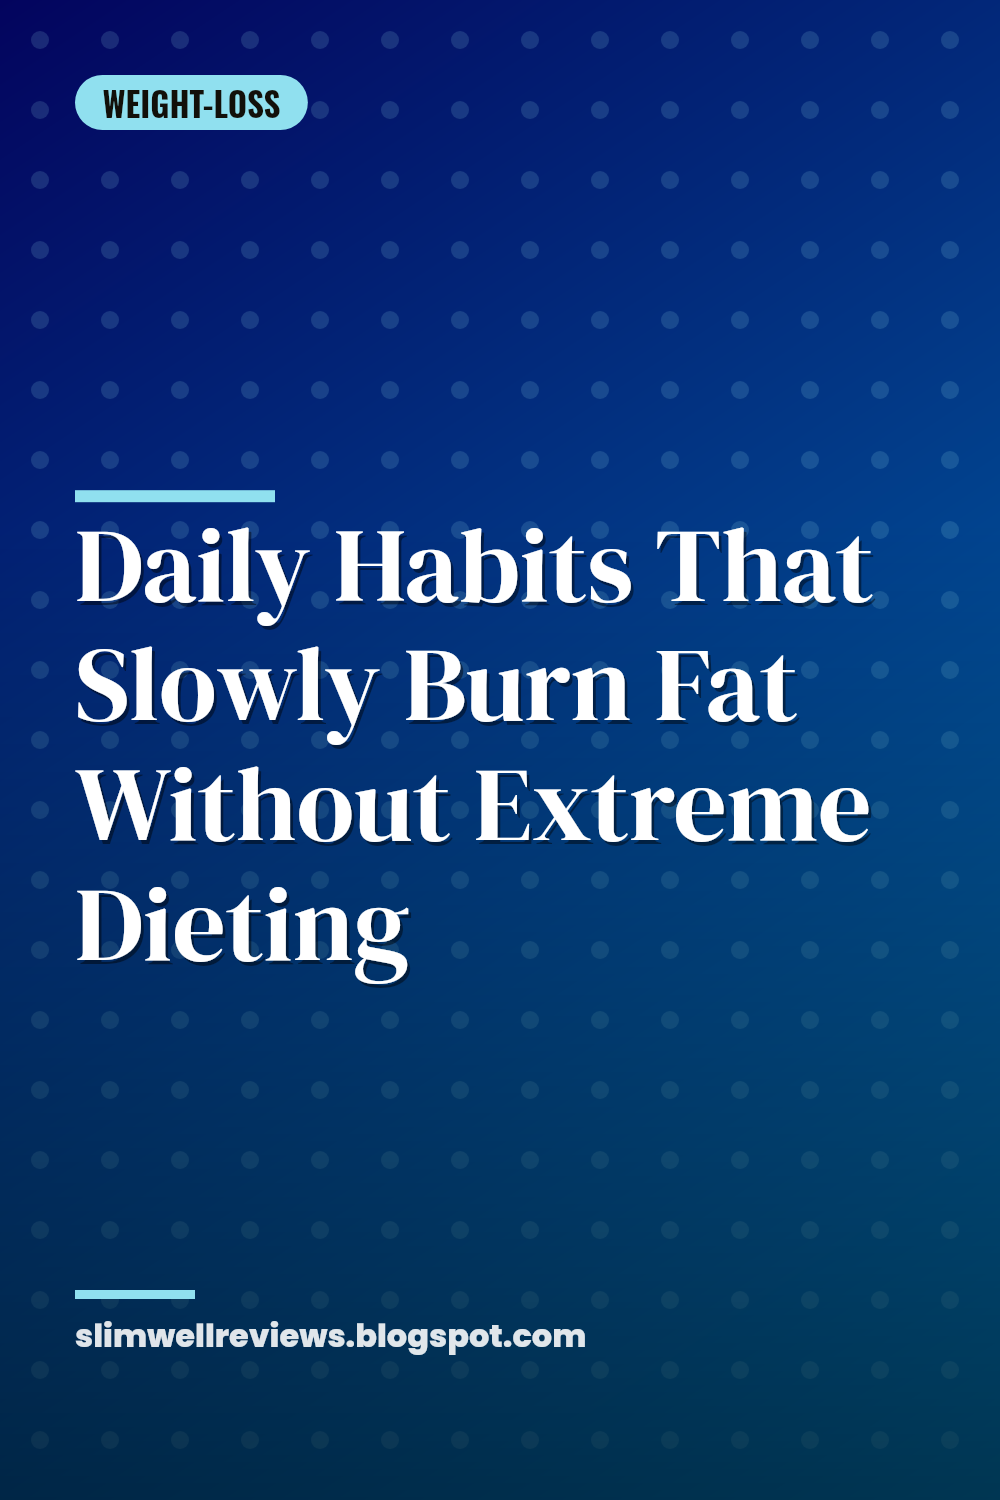 WEIGHT-LOSS
Daily Habits That
Slowly Burn Fat
Without Extreme
Dieting
slimwellreviews.blogspot.com